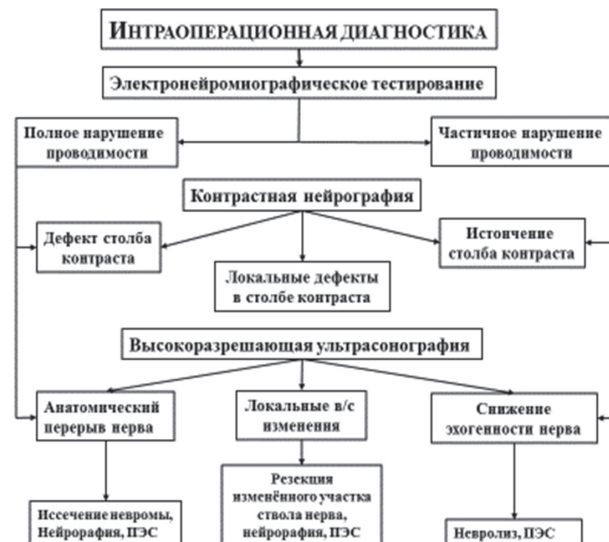 ИНТРАОПЕРАЦИОННАЯ ДИАГНОСТИКА
Электронейромиографическое тестирование
Полное нарушение
проводимости
Частичное нарушение
проводимости
Контрастная нейрография
Дефект столба
контраста
Локальные дефекты
в столбе контраста
Истончение
столба контраста
Высокоразрешающая ультрасонография
Анатомический
перерыв нерва
Локальные в/с
изменения
Снижение
эхогенности нерва
Иссечение невромы,
Нейрорафия, ПЭС
Резекция
изменённого участка
ствола нерва,
нейрорафия, ПЭС
Невролиз, ПЭС